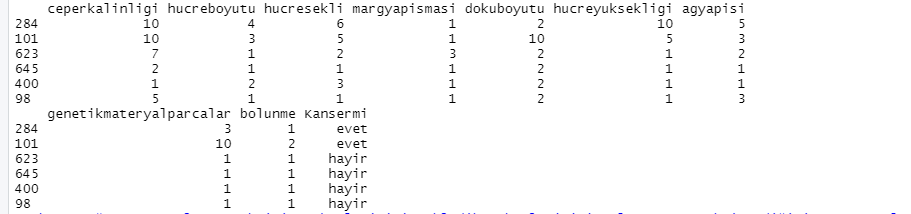 ceperkalinligi hucreboyutu hucresekli margyapismasi dokuboyutu hucreyuksekligi agyapisi
284 10 4 6 1 2 10 5
101 10 3 5 1 10 5 3
623 7 1 2 3 2 1 2
645 2 1 1 1 2 1 1
400 1 2 3 1 2 1 1
98 5 1 1 1 2 1 3
genetikmateryalparcalar bolunme Kansermi
284 3 1 evet
101 10 2 evet
623 1 1 hayir
645 1 1 hayir
400 1 1 hayir
98 1 1 hayir